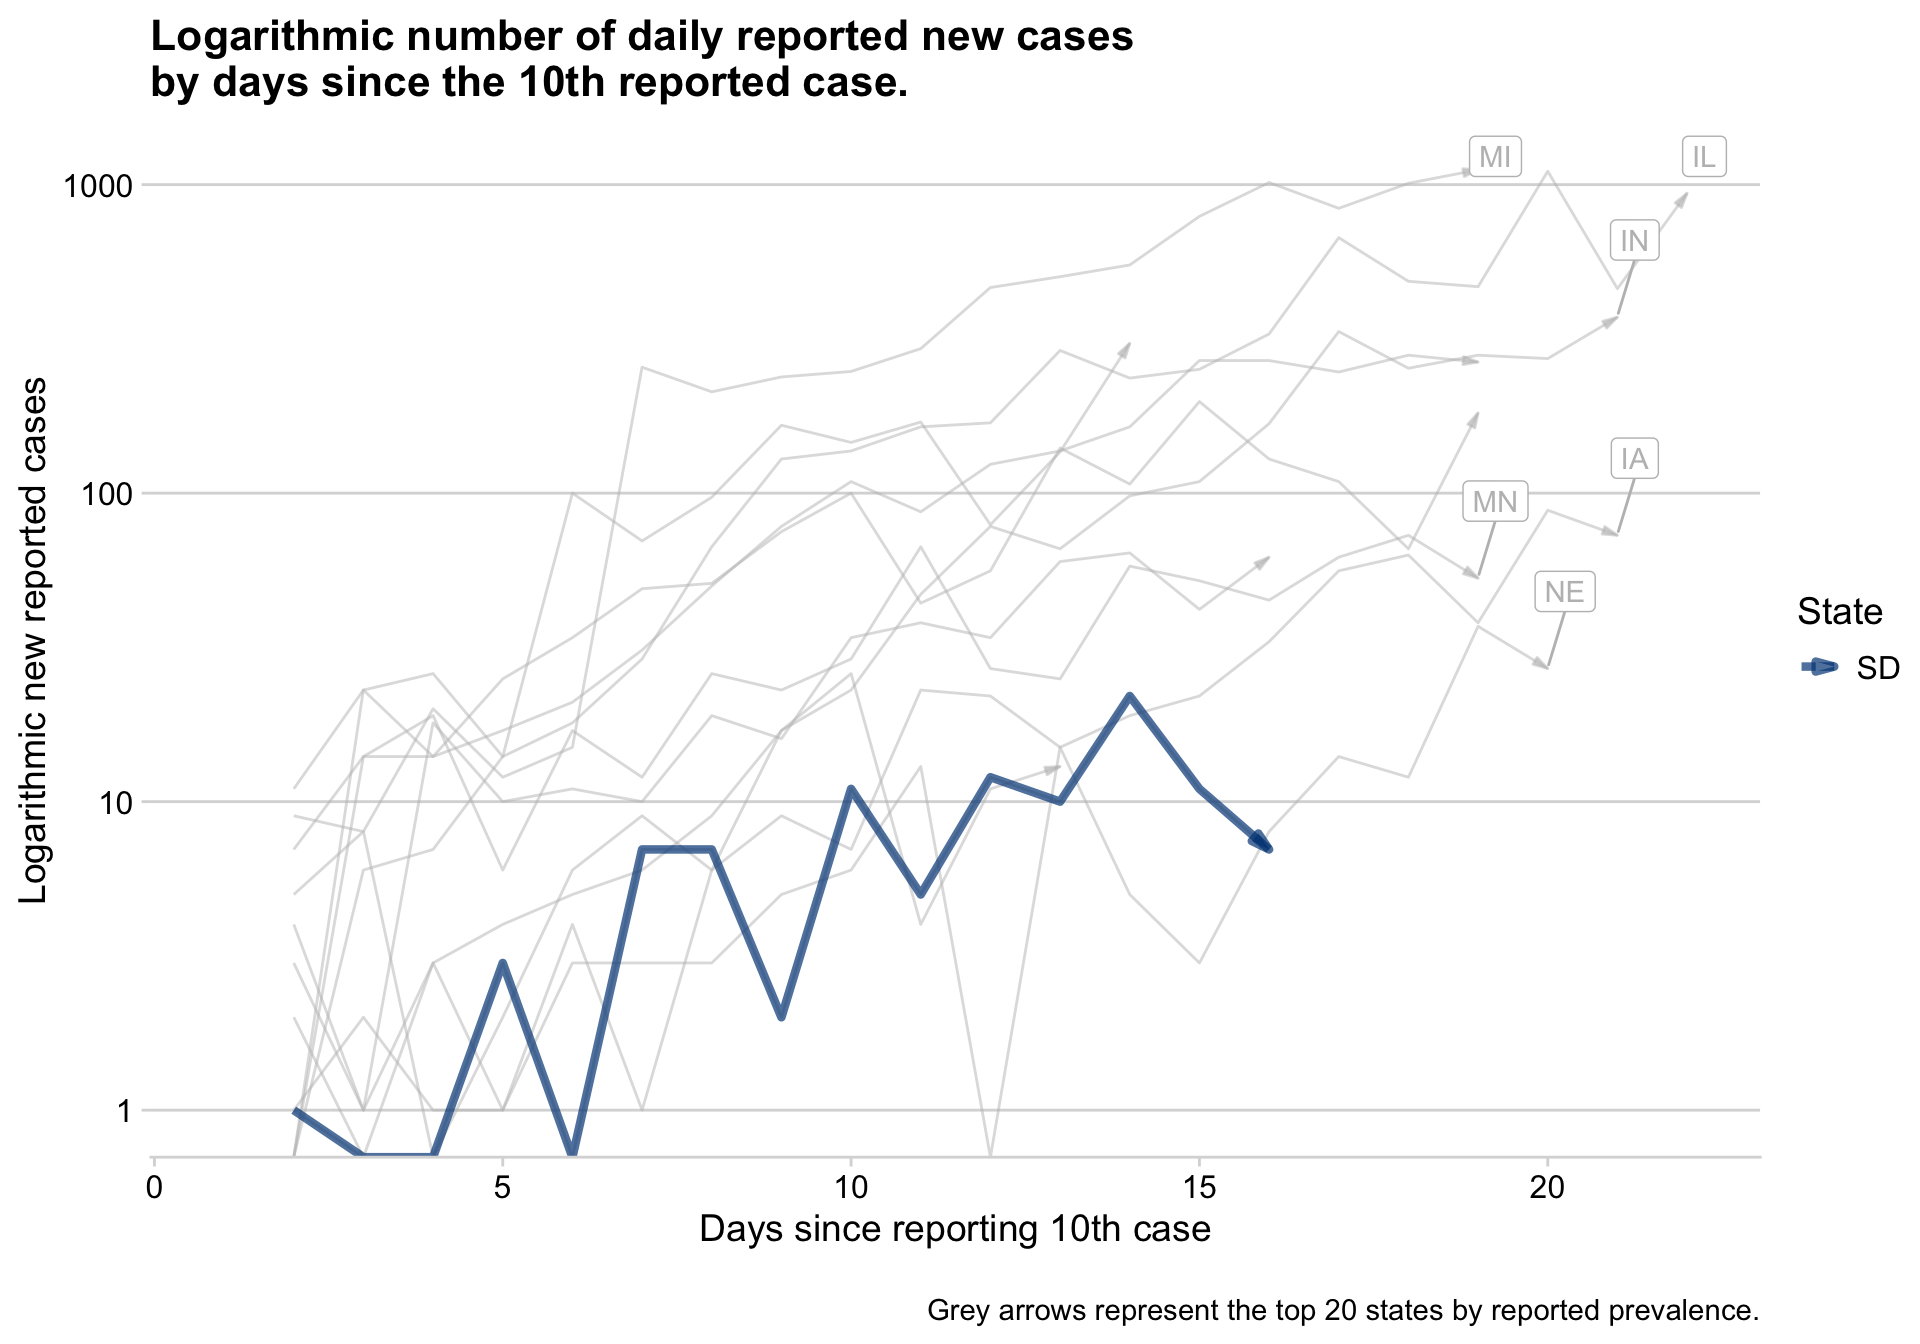 Logarithmic number of daily reported new cases
by days since the 10th reported case.
MI
IL
1000
IN
IA
100
MN
NE
State
SD
10
1
Logarithmic new reported cases
0 5 10 15 20
Days since reporting 10th case
Grey arrows represent the top 20 states by reported prevalence.